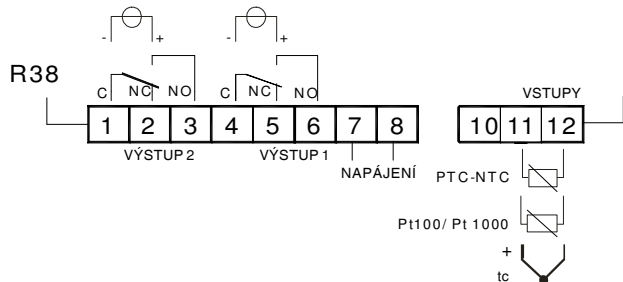 - +
- +
R38
C NC NO
C NC NO
VSTUPY
1 2 3 4 5 6 7 8
10 11 12
VÝSTUP 2
VÝSTUP 1
NAPÁJENÍ
PTC-NTC
Pt100/ Pt 1000
+
tc